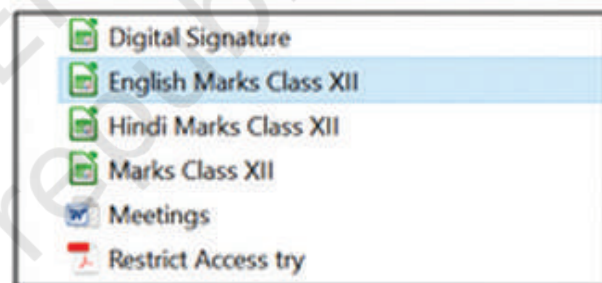 Digital Signature
English Marks Class XII
Hindi Marks Class XII
Marks Class XII
Meetings
Restrict Access try